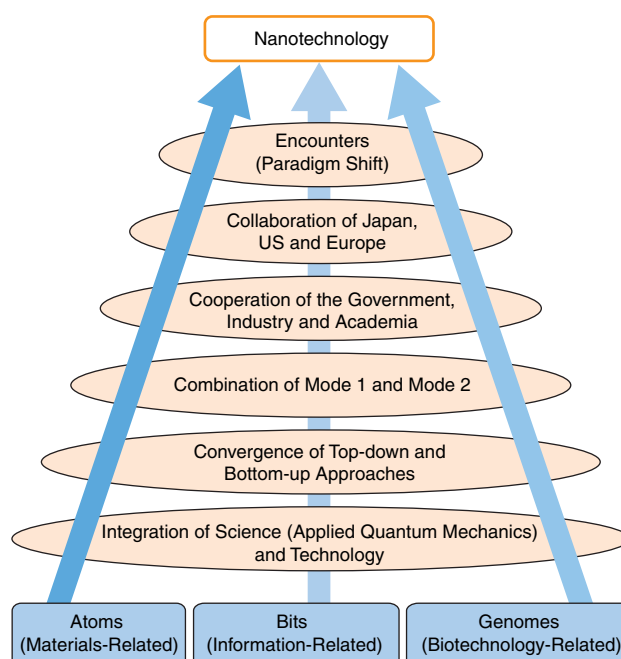 Nanotechnology
Encounters
(Paradigm Shift)
Collaboration of Japan,
US and Europe
Cooperation of the Government,
Industry and Academia
Combination of Mode 1 and Mode 2
Convergence of Top-down and
Bottom-up Approaches
Integration of Science (Applied Quantum Mechanics)
and Technology
Atoms
(Materials-Related)
Bits
(Information-Related)
Genomes
(Biotechnology-Related)